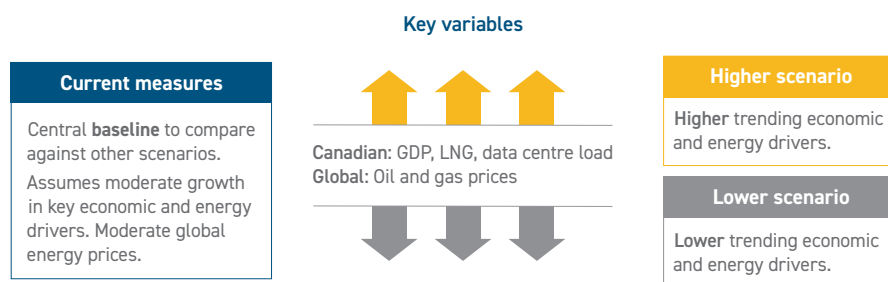 Key variables
Current measures
Central baseline to compare
against other scenarios.
Assumes moderate growth
in key economic and energy
drivers. Moderate global
energy prices.
Canadian: GDP, LNG, data centre load
Global: Oil and gas prices
Higher scenario
Higher trending economic
and energy drivers.
Lower scenario
Lower trending economic
and energy drivers.